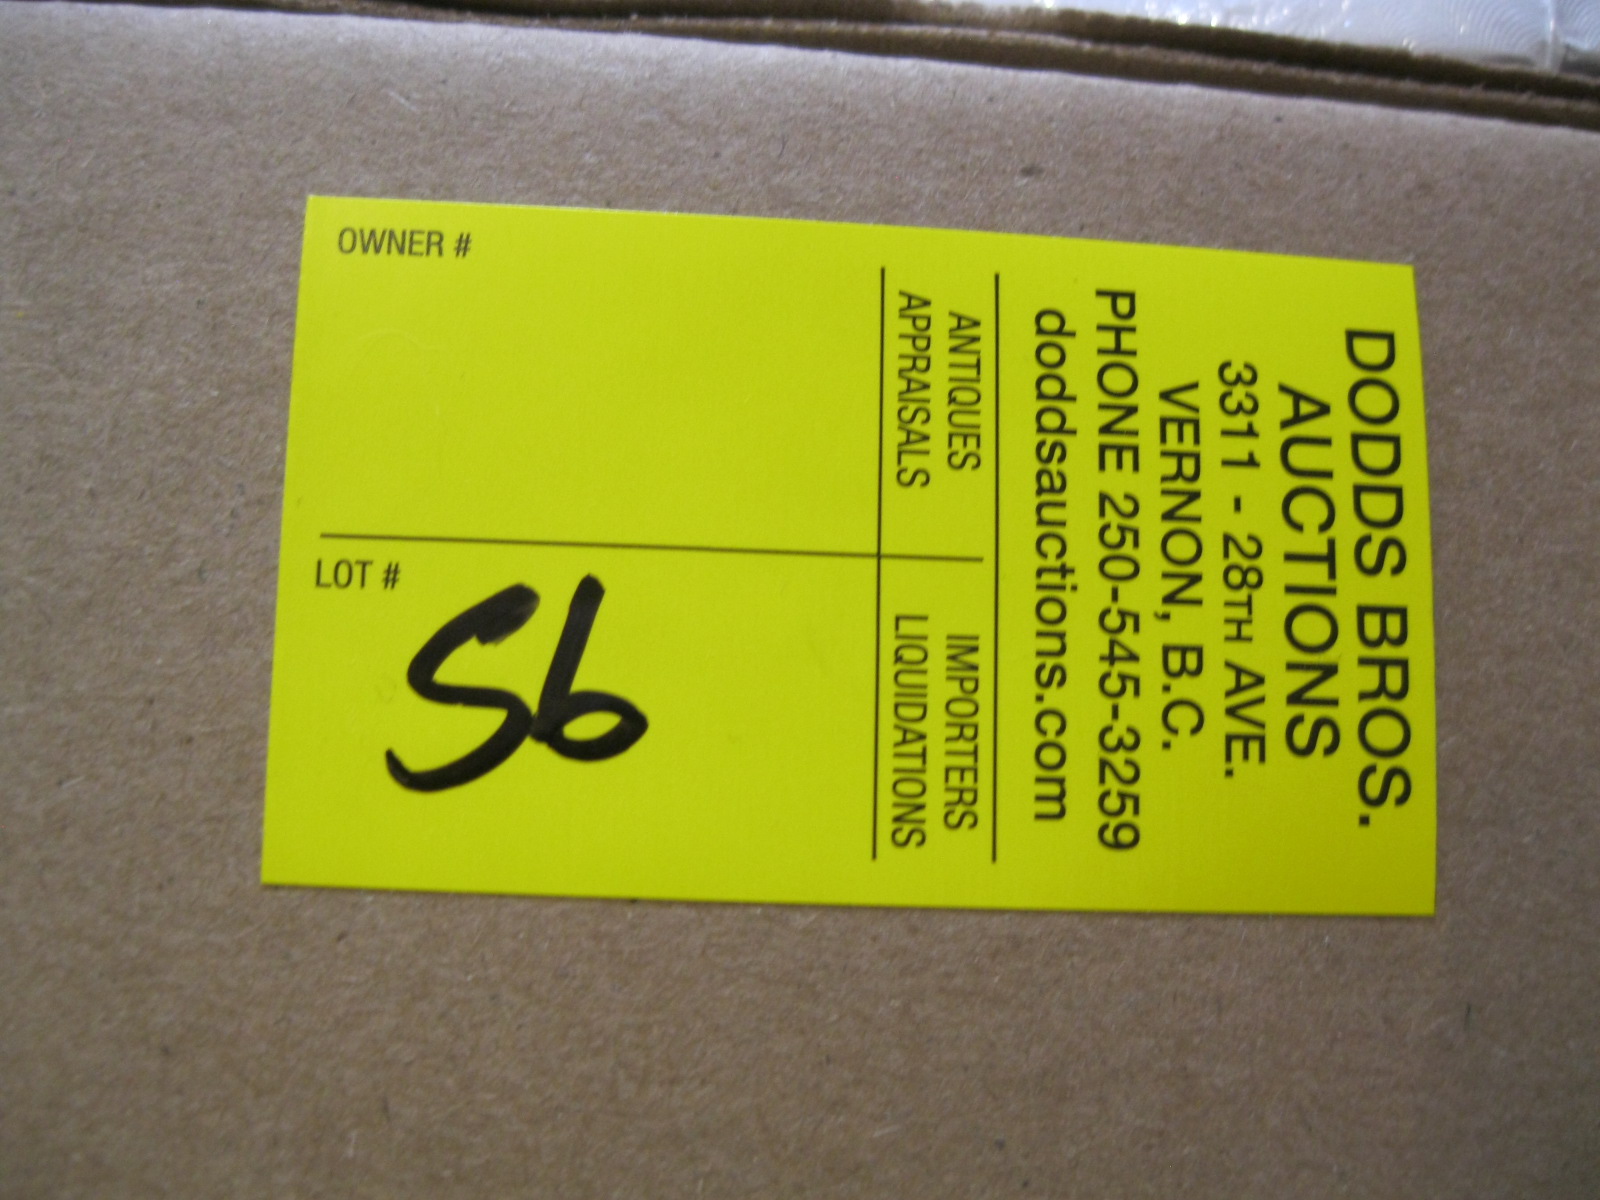 DODDS BROS.
AUCTIONS
3311 - 28TH AVE.
VERNON, B.C.
PHONE 250-545-3259
doddsauctions.com
ANTIQUES IMPORTERS
APPRAISALS LIQUIDATIONS
OWNER #
LOT #
56